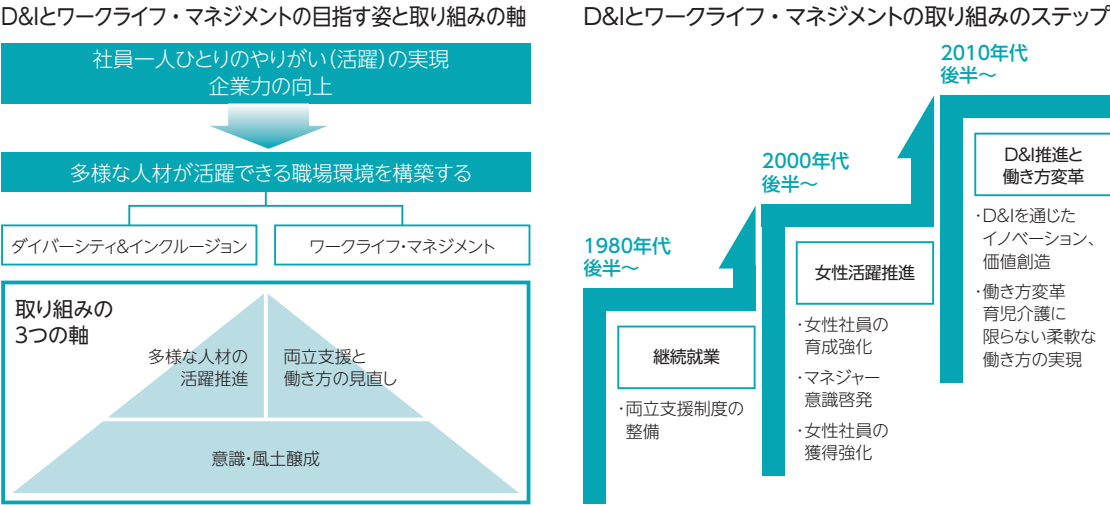 D&Iとワークライフ・マネジメントの目指す姿と取り組みの軸
社員一人ひとりのやりがい（活躍）の実現
企業力の向上
多様な人材が活躍できる職場環境を構築する
ダイバーシティ&インクルージョン
ワークライフ・マネジメント
取り組みの
3つの軸
多様な人材の
活躍推進
両立支援と
働き方の見直し
意識・風土醸成
D&Iとワークライフ・マネジメントの取り組みのステップ
1980年代
後半～
継続就業
・両立支援制度の
整備
2000年代
後半～
女性活躍推進
・女性社員の
育成強化
・マネジャー
意識啓発
・女性社員の
獲得強化
2010年代
後半～
D&I推進と
働き方変革
・D&Iを通じた
イノベーション、
価値創造
・働き方変革
育児介護に
限らない柔軟な
働き方の実現